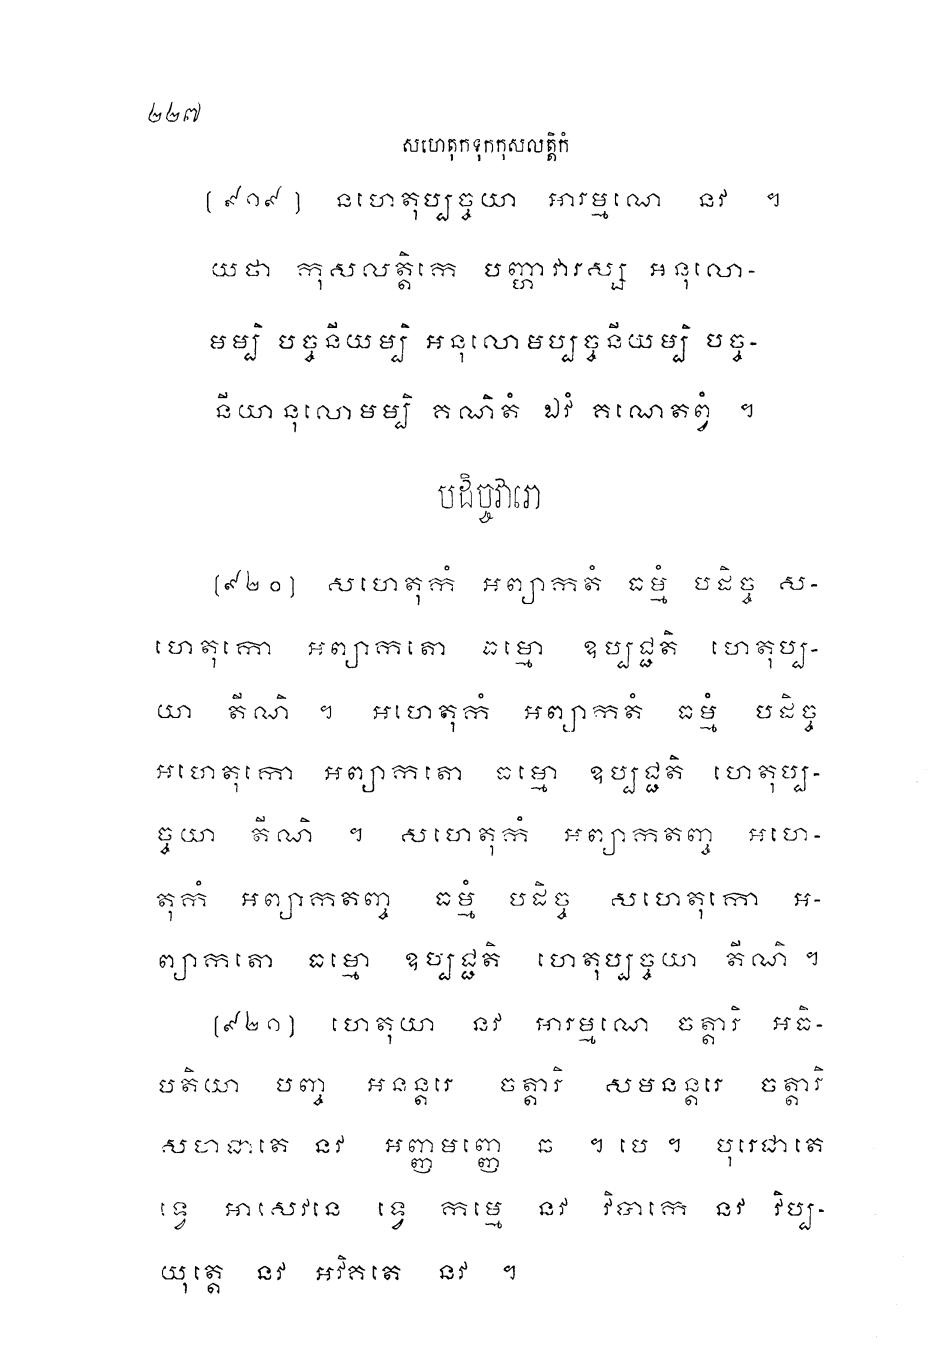 ២២៧
សហេតុកទុកកុសលត្តិកំ
(៩១៩) នហេតុប្បច្ចយា អារម្មណេ នវ ។
យថា កុសលត្តិកេ បញ្ហាវារស្ស អនុលោ-
មម្បិ បច្ចនីយម្បិ អនុលោមប្បច្ចនីយម្បិ បច្ច-
នីយានុលោមម្បិ គណិតំ ឯវំ គណេតព្វំ ។
បដិច្ចវារោ
(៩២០) សហេតុកំ អព្យាកតំ ធម្មំ បដិច្ច ស-
ហេតុកោ អព្យាកតោ ធម្មោ ឧប្បជ្ជតិ ហេតុប្ប-
យា តីណិ ។ អហេតុកំ អព្យាកតំ ធម្មំ បដិច្ច
អហេតុកោ អព្យាកតោ ធម្មោ ឧប្បជ្ជតិ ហេតុប្ប-
ច្ចយា តីណិ ។ សហេតុកំ អព្យាកតញ្ច អហេ-
តុកំ អព្យាកតញ្ច ធម្មំ បដិច្ច សហេតុកោ អ-
ព្យាកតោ ធម្មោ ឧប្បជ្ជតិ ហេតុប្បច្ចយា តីណិ ។
(៩២១) ហេតុយា នវ អារម្មណេ ចត្តារិ អធិ-
បតិយា បញ្ច អនន្តរេ ចត្តារិ សមនន្តរេ ចត្តារិ
សហជាតេ នវ អញ្ញមញ្ញេ ឆ ។ បេ ។ បុរេជាតេ
ទ្វេ អាសេវនេ ទ្វេ កម្មេ នវ វិបាកេ នវ វិប្ប-
យុត្តេ នវ អវិគតេ នវ ។